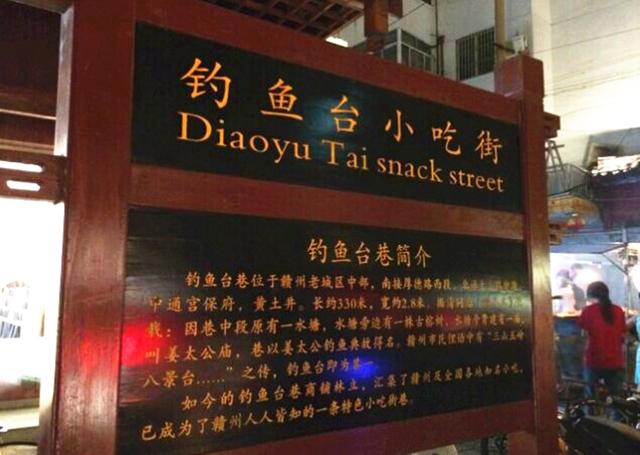 钓鱼台小吃街
Diaoyu Tai snack street
钓鱼台巷简介
钓鱼台巷位于赣州老城区中部,南接厚德路西段,
中通宫保府,黄土井。长约330米,宽约2.8米,
载:因巷中段原有一水塘,水塘旁边有一株古榕树,
叫姜太公庙,巷以姜太公钓鱼典故得名。赣州市民俚语中有“三山五岭
八景台……”之传,钓鱼台即为其一。
如今的钓鱼台巷商铺林立,汇集了赣州及全国各地知名小吃,
已成为了赣州人人皆知的一条特色小吃街巷。